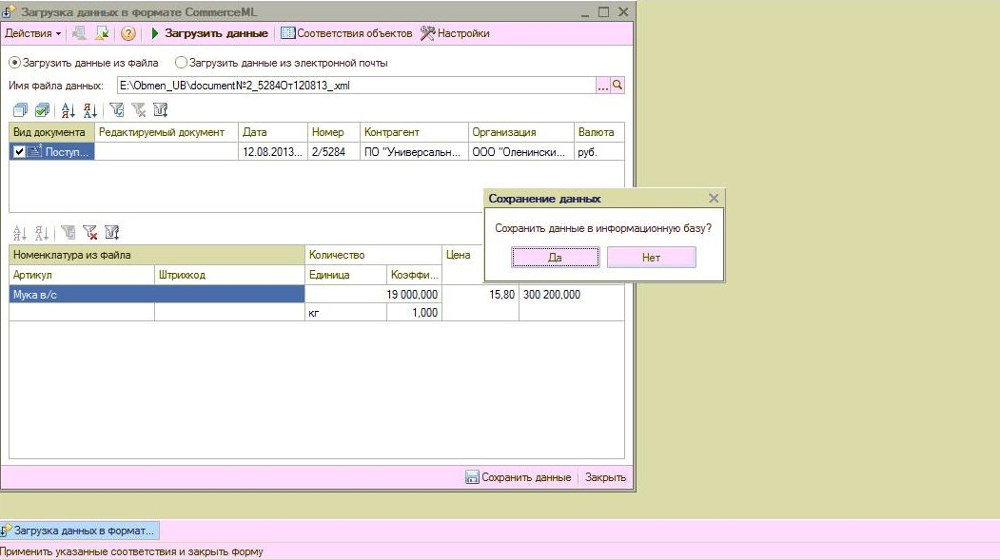 Загрузка данных в формате CommerceML
Действия Загрузить данные Соответствия объектов Настройки
Загрузить данные из файла Загрузить данные из электронной почты
Имя файла данных: E:\Obmen_UB\document№2_5284От120813_.xml ...
Вид документа Редактируемый документ Дата Номер Контрагент Организация Валюта
Поступ... 12.08.2013... 2/5284 ПО "Универсальн... ООО "Оленински... руб.
Сохранение данных
Сохранить данные в информационную базу?
Да Нет
Номенклатура из файла Количество Цена
Артикул Штрихкод Единица Коэффи...
Мука в/с 19 000,000 15,80 300 200,000
кг 1,000
Сохранить данные Закрыть
Загрузка данных в формат...
Применить указанные соответствия и закрыть форму